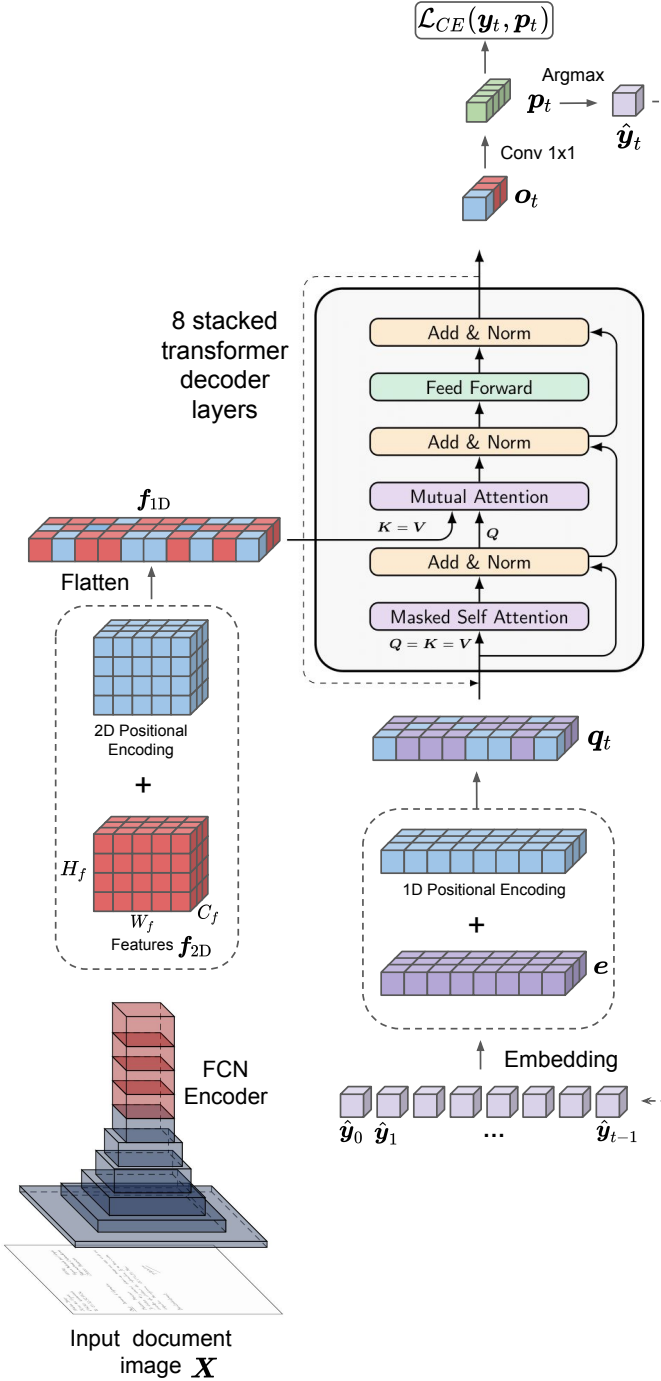 𝓛_CE(y_t, p_t)
Argmax
p_t
ŷ_t
Conv 1x1
o_t
8 stacked
transformer
decoder
layers
Add & Norm
Feed Forward
Add & Norm
Mutual Attention
K = V
Q
Add & Norm
Masked Self Attention
Q = K = V
f_1D
Flatten
2D Positional
Encoding
+
H_f
W_f
C_f
Features f_2D
FCN
Encoder
Input document
image X
q_t
1D Positional Encoding
+
e
Embedding
ŷ_0 ŷ_1 ... ŷ_{t−1}